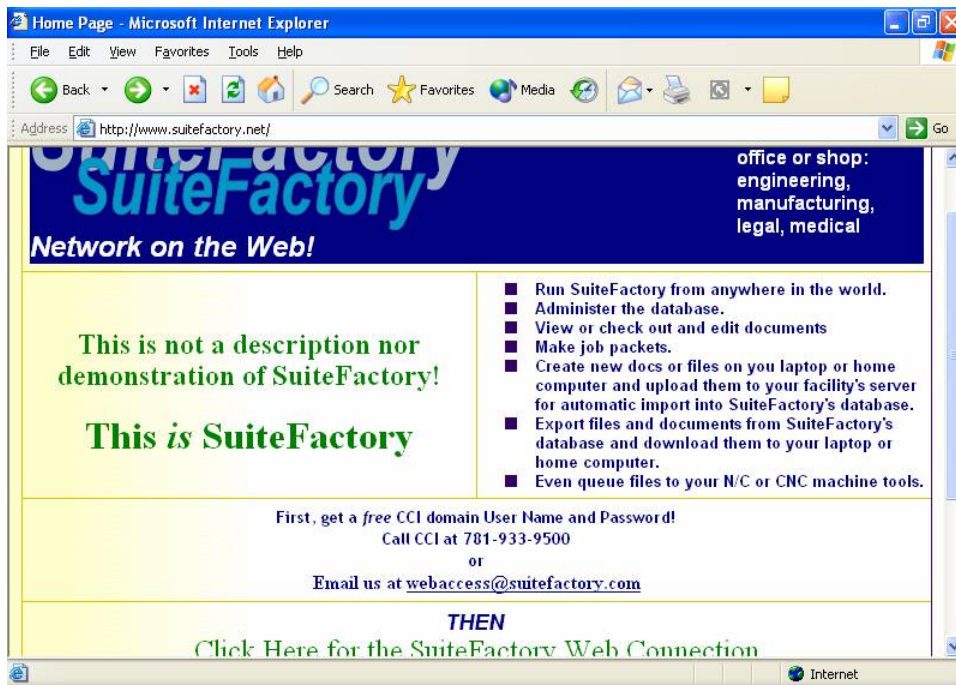 Home Page - Microsoft Internet Explorer
File Edit View Favorites Tools Help
Back Search Favorites Media
Address http://www.suitefactory.net/ Go
SuiteFactory
SuiteFactory
Network on the Web!
office or shop:
engineering,
manufacturing,
legal, medical
This is not a description nor
demonstration of SuiteFactory!
This is SuiteFactory
Run SuiteFactory from anywhere in the world.
Administer the database.
View or check out and edit documents
Make job packets.
Create new docs or files on you laptop or home
computer and upload them to your facility's server
for automatic import into SuiteFactory's database.
Export files and documents from SuiteFactory's
database and download them to your laptop or
home computer.
Even queue files to your N/C or CNC machine tools.
First, get a free CCI domain User Name and Password!
Call CCI at 781-933-9500
or
Email us at webaccess@suitefactory.com
THEN
Click Here for the SuiteFactory Web Connection
Internet